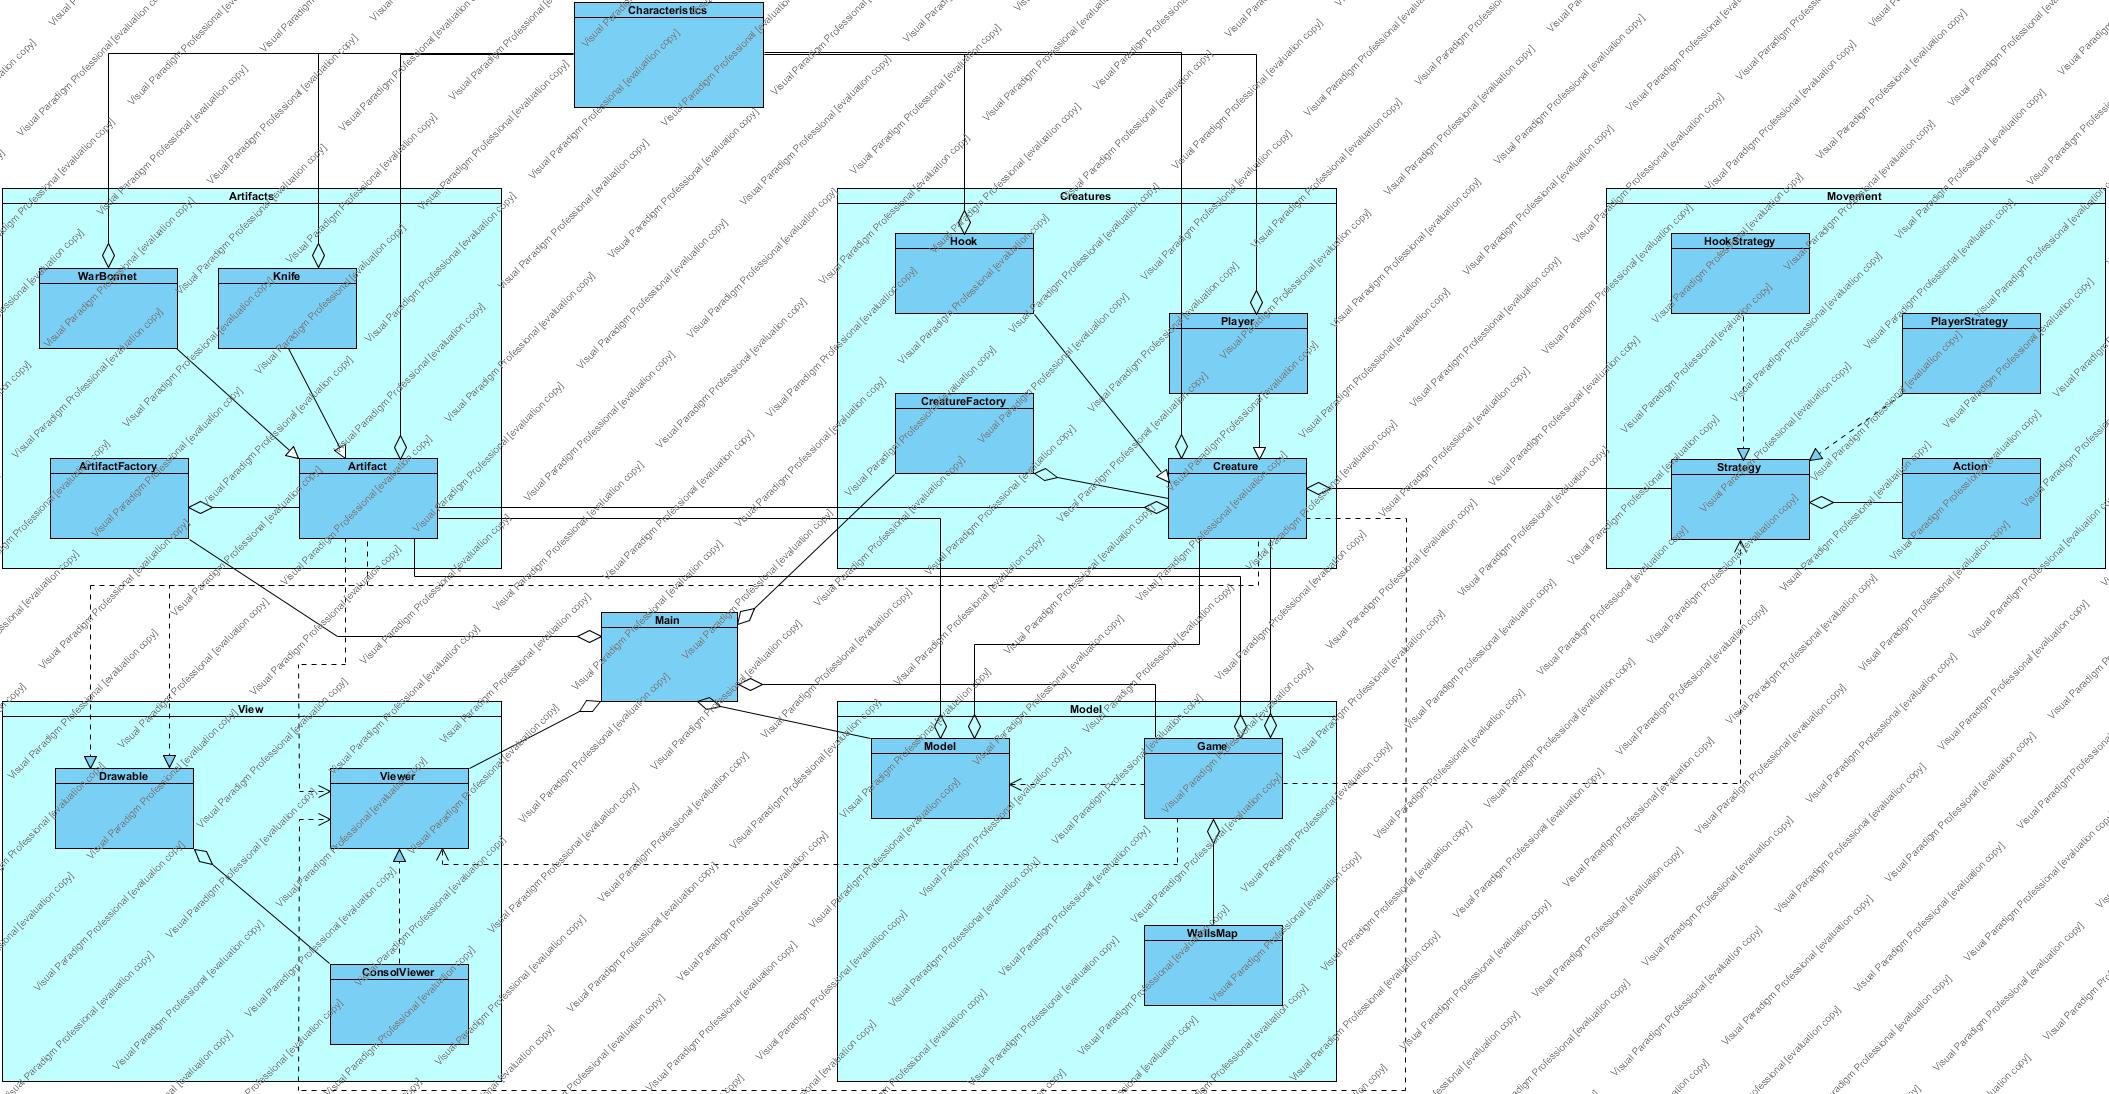 Characteristics
Artifacts
Creatures
Movement
Hook
HookStrategy
WarBonnet
Knife
Player
PlayerStrategy
CreatureFactory
ArtifactFactory
Artifact
Creature
Strategy
Action
Main
View
Model
Model
Game
Drawable
Viewer
WallsMap
ConsolViewer
Visual Paradigm Professional [evaluation copy]